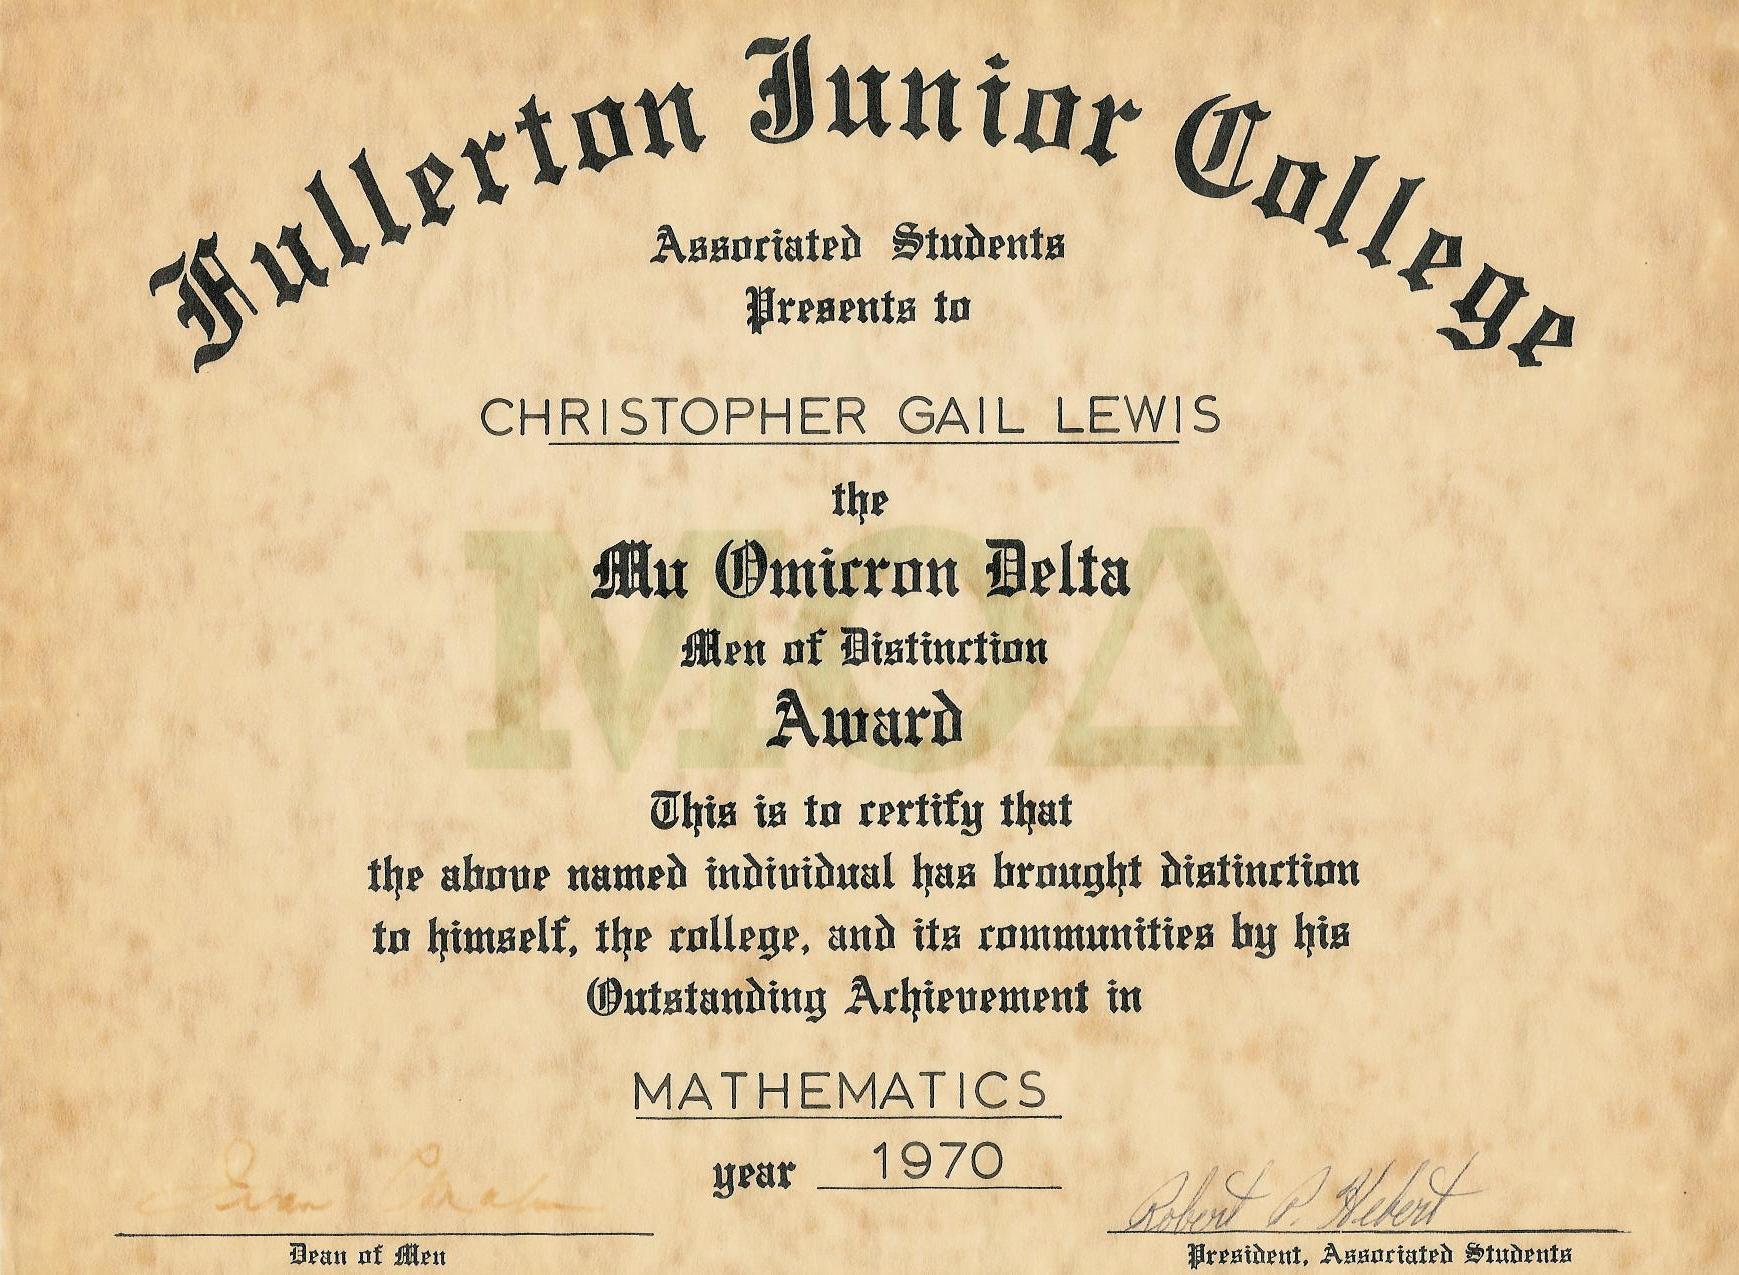 Fullerton Junior College
Associated Students
Presents to
CHRISTOPHER GAIL LEWIS
the
ΜΟΔ
Mu Omicron Delta
Men of Distinction
Award
This is to certify that
the above named individual has brought distinction
to himself, the college, and its communities by his
Outstanding Achievement in
MATHEMATICS
year 1970
Robert P. Hebert
Dean of Men
President, Associated Students